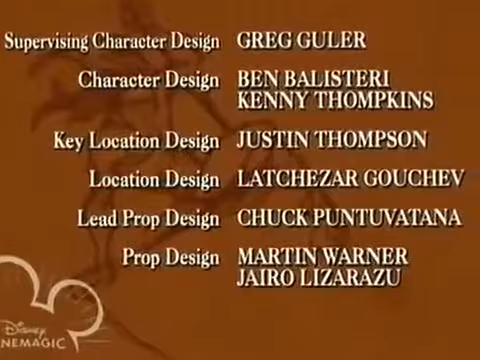 Supervising Character Design GREG GULER
Character Design BEN BALISTERI
KENNY THOMPKINS
Key Location Design JUSTIN THOMPSON
Location Design LATCHEZAR GOUCHEV
Lead Prop Design CHUCK PUNTUVATANA
Prop Design MARTIN WARNER
JAIRO LIZARAZU
DISNEY
NEMAGIC